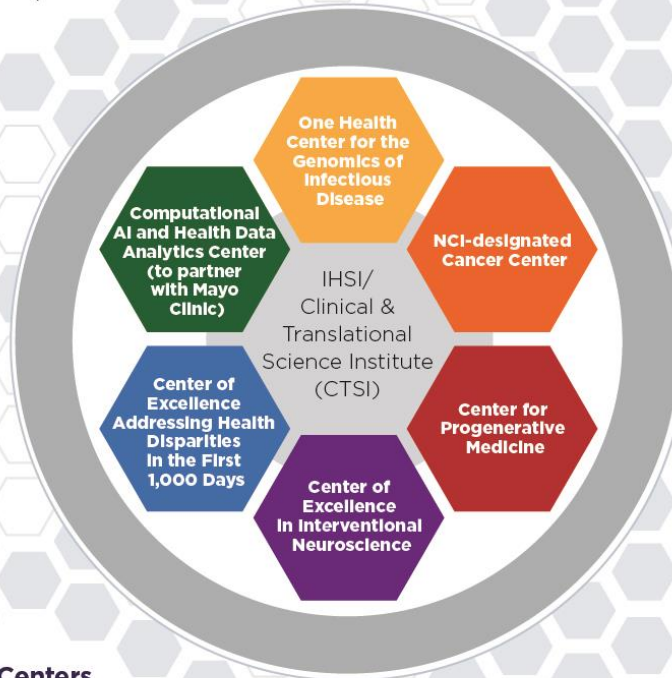 One Health
Center for the
Genomics of
Infectious
Disease
NCI-designated
Cancer Center
Center for
Progenerative
Medicine
Center of
Excellence
in Interventional
Neuroscience
Center of
Excellence
Addressing Health
Disparities
in the First
1,000 Days
Computational
AI and Health Data
Analytics Center
(to partner
with Mayo
Clinic)
IHSI/
Clinical &
Translational
Science Institute
(CTSI)
Centers